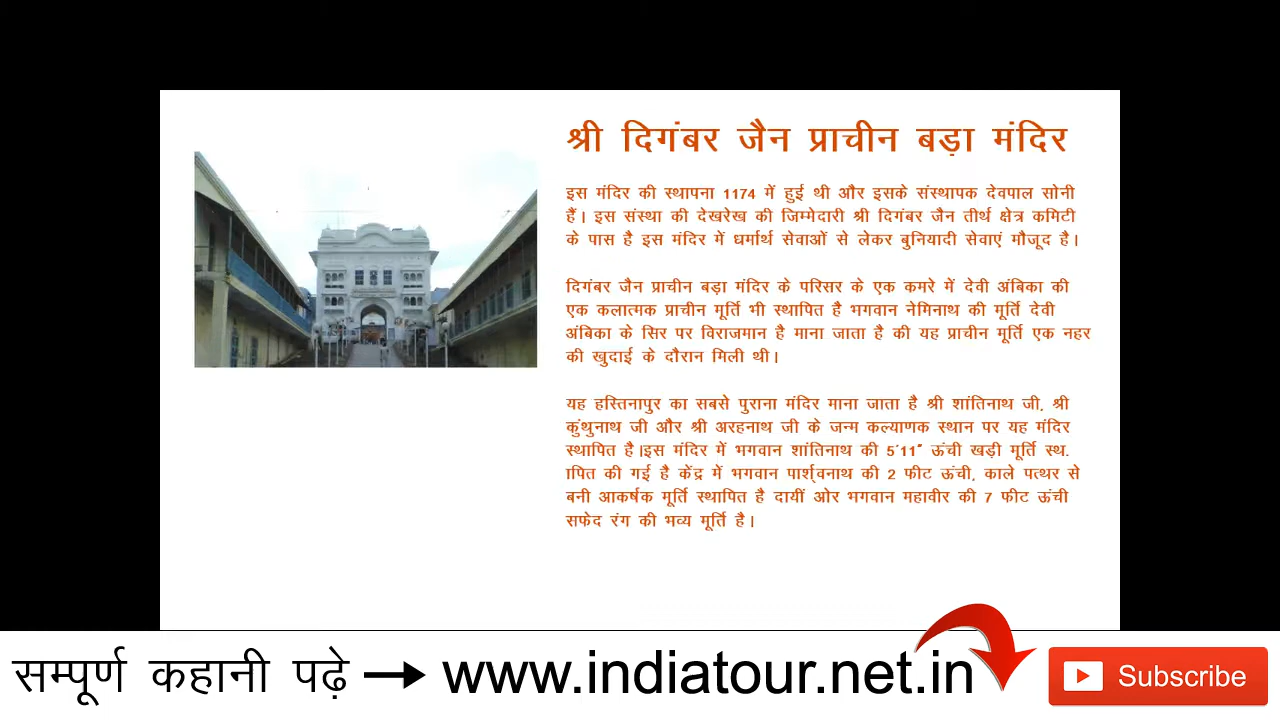 श्री दिगंबर जैन प्राचीन बड़ा मंदिर
इस मंदिर की स्थापना 1174 में हुई थी और इसके संस्थापक देवपाल सोनी
हैं। इस संस्था की देखरेख की जिम्मेदारी श्री दिगंबर जैन तीर्थ क्षेत्र कमिटी
के पास है इस मंदिर में धर्मार्थ सेवाओं से लेकर बुनियादी सेवाएं मौजूद है।
दिगंबर जैन प्राचीन बड़ा मंदिर के परिसर के एक कमरे में देवी अंबिका की
एक कलात्मक प्राचीन मूर्ति भी स्थापित है भगवान नेमिनाथ की मूर्ति देवी
अंबिका के सिर पर विराजमान है माना जाता है की यह प्राचीन मूर्ति एक नहर
की खुदाई के दौरान मिली थी।
यह हस्तिनापुर का सबसे पुराना मंदिर माना जाता है श्री शांतिनाथ जी, श्री
कुंथुनाथ जी और श्री अरहनाथ जी के जन्म कल्याणक स्थान पर यह मंदिर
स्थापित है।इस मंदिर में भगवान शांतिनाथ की 5'11" ऊंची खड़ी मूर्ति स्थ.
ापित की गई है केंद्र में भगवान पार्श्वनाथ की 2 फीट ऊंची, काले पत्थर से
बनी आकर्षक मूर्ति स्थापित है दायीं ओर भगवान महावीर की 7 फीट ऊंची
सफेद रंग की भव्य मूर्ति है।
सम्पूर्ण कहानी पढ़े www.indiatour.net.in Subscribe